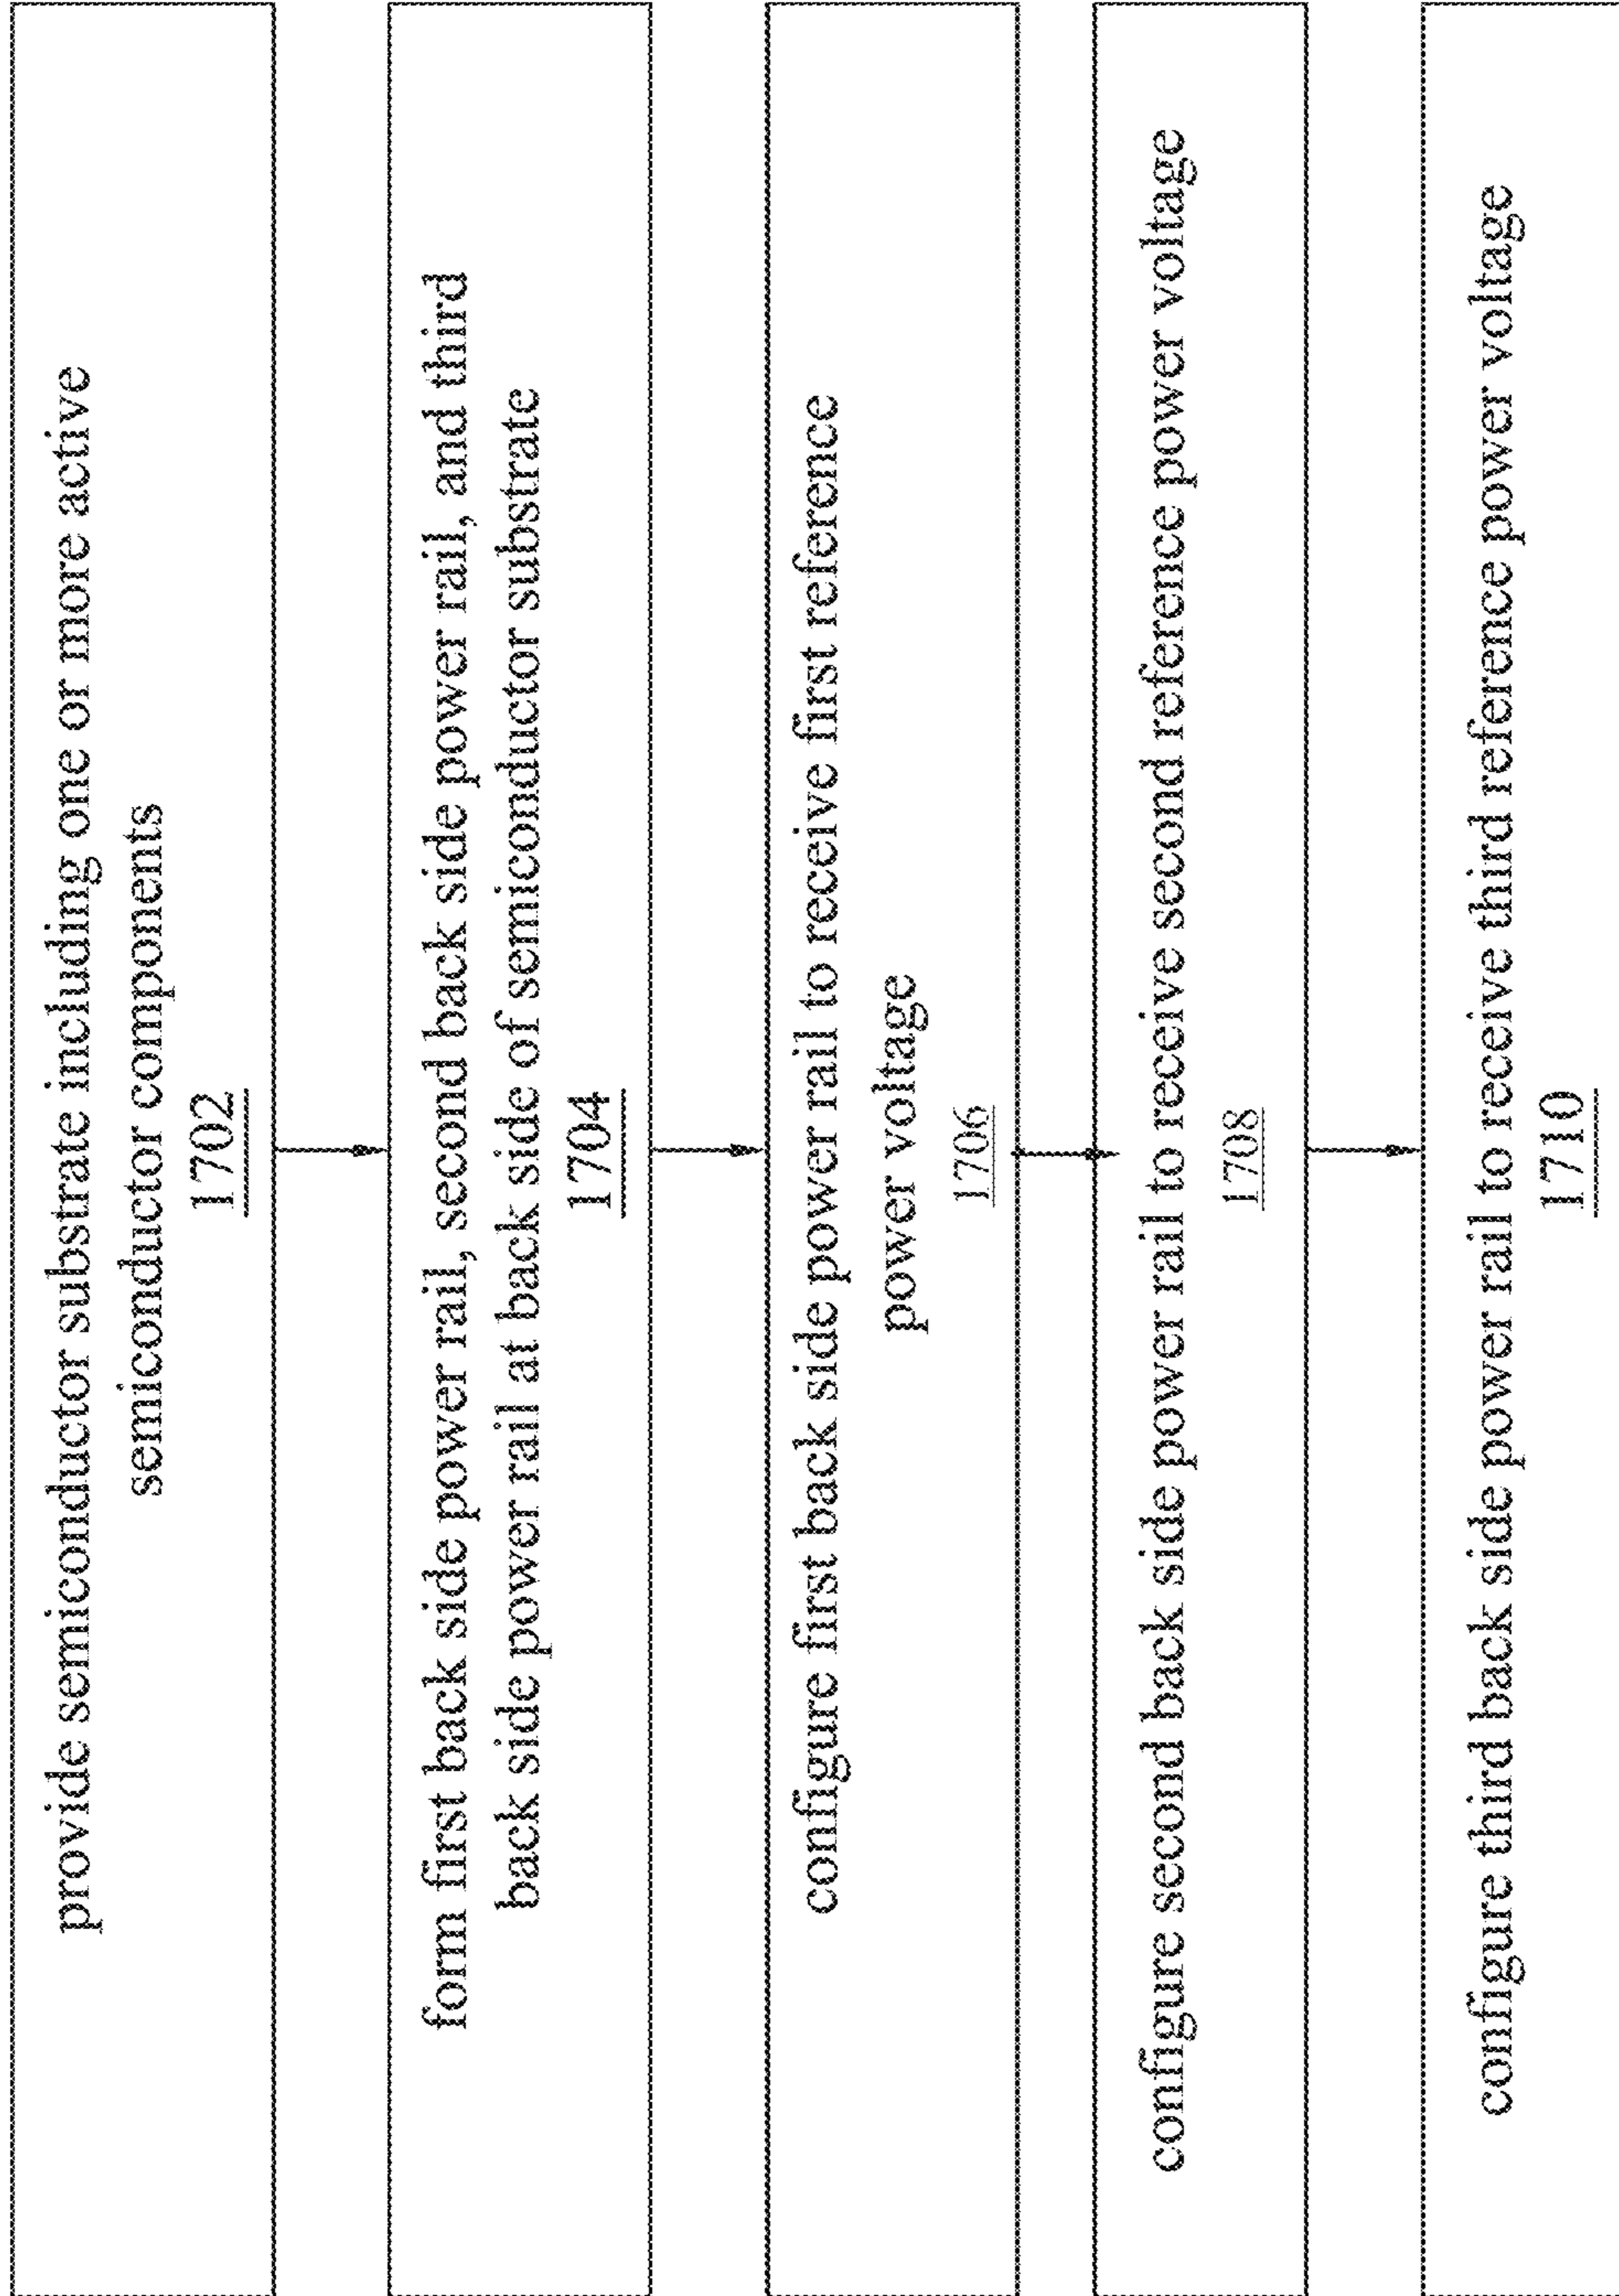 provide semiconductor substrate including one or more active
semiconductor components
1702
form first back side power rail, second back side power rail, and third
back side power rail at back side of semiconductor substrate
1704
configure first back side power rail to receive first reference
power voltage
1706
configure second back side power rail to receive second reference power voltage
1708
configure third back side power rail to receive third reference power voltage
1710